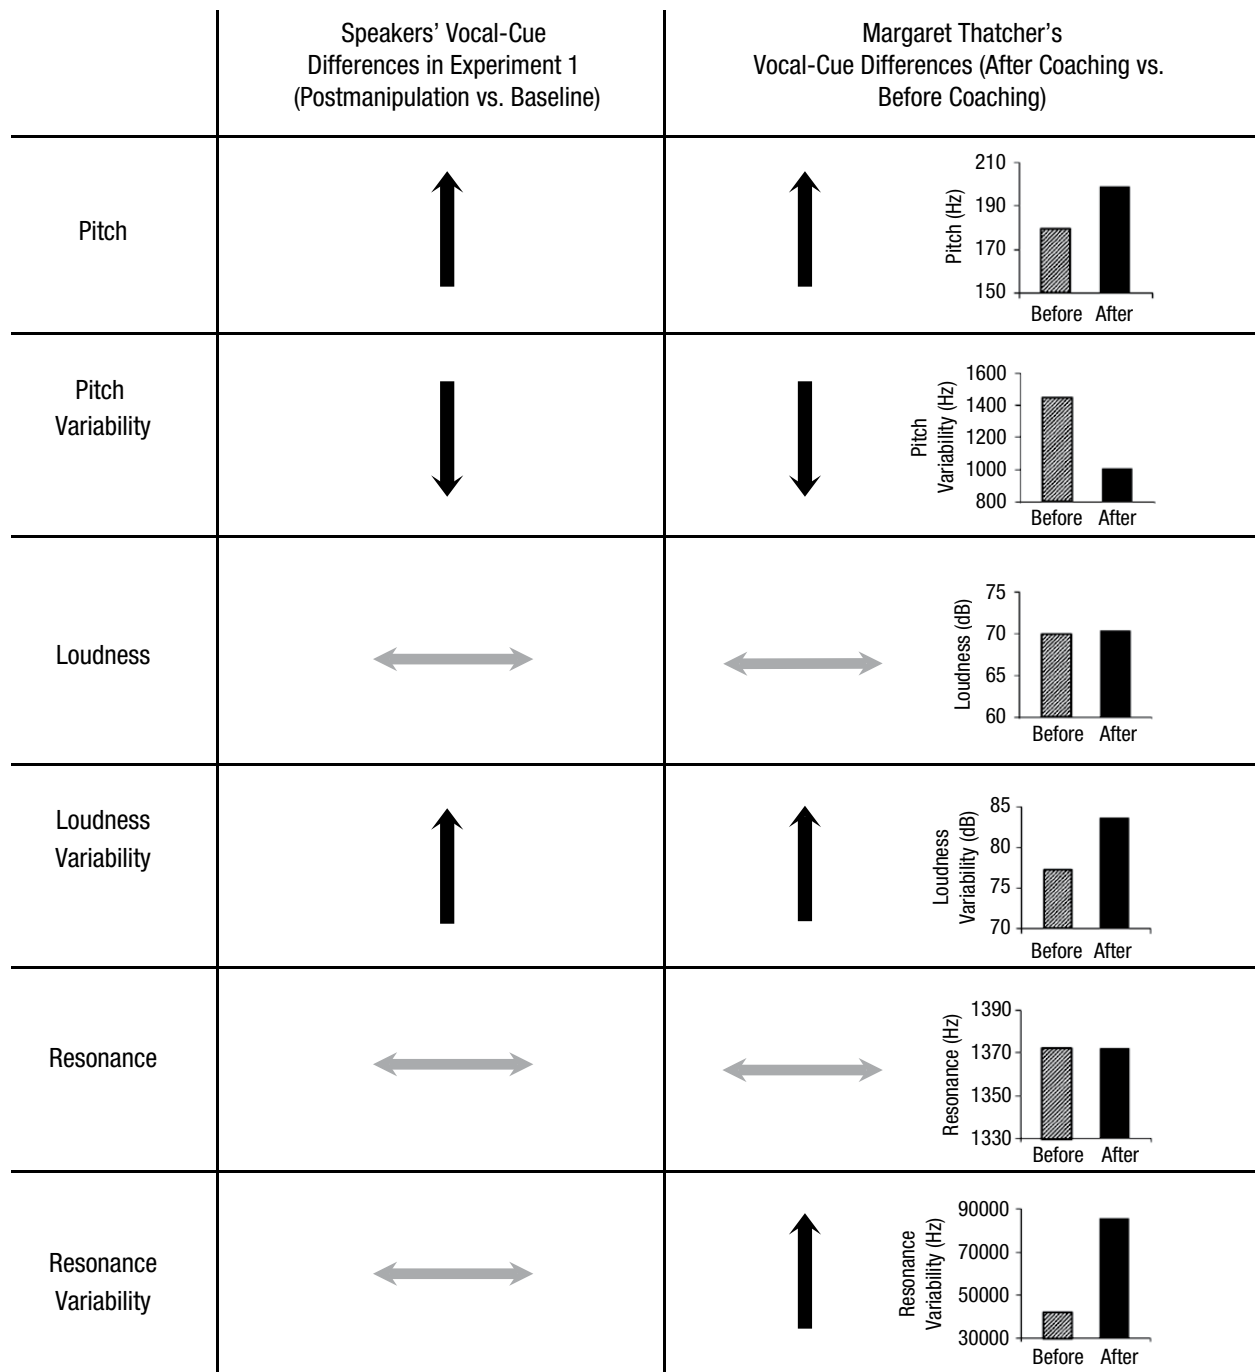 Speakers' Vocal-Cue
Differences in Experiment 1
(Postmanipulation vs. Baseline)
Margaret Thatcher's
Vocal-Cue Differences (After Coaching vs.
Before Coaching)
Pitch
Pitch (Hz)
210
190
170
150
Before After
Pitch
Variability
Pitch
Variability (Hz)
1600
1400
1200
1000
800
Before After
Loudness
Loudness (dB)
75
70
65
60
Before After
Loudness
Variability
Loudness
Variability (dB)
85
80
75
70
Before After
Resonance
Resonance (Hz)
1390
1370
1350
1330
Before After
Resonance
Variability
Resonance
Variability (Hz)
90000
70000
50000
30000
Before After